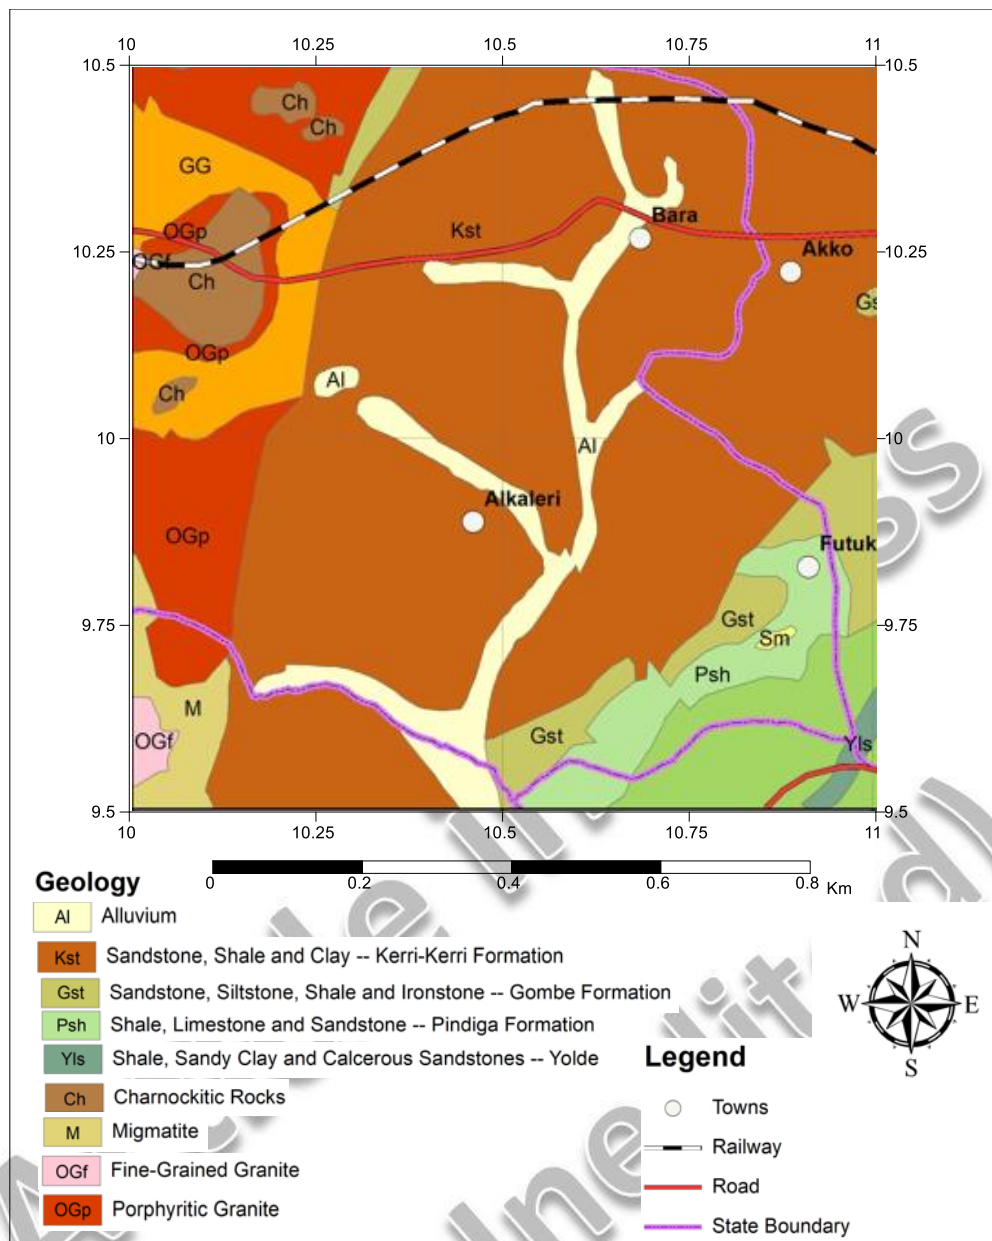 10 10.25 10.5 10.75 11
10.5 10.5
Ch
Ch
GG
Bara
OGp Kst
10.25 10.25
Akko
OGf
Ch
Gs
OGp
Al
Ch
10 10
Al
Alkaleri
OGp
Futuk
Gst
9.75 9.75
Sm
Psh
M
Gst
OGf Yls
9.5 9.5
10 10.25 10.5 10.75 11
0 0.2 0.4 0.6 0.8 Km
Geology
Al Alluvium
Kst Sandstone, Shale and Clay -- Kerri-Kerri Formation
Gst Sandstone, Siltstone, Shale and Ironstone -- Gombe Formation
Psh Shale, Limestone and Sandstone -- Pindiga Formation
Yls Shale, Sandy Clay and Calcerous Sandstones -- Yolde
Ch Charnockitic Rocks
M Migmatite
OGf Fine-Grained Granite
OGp Porphyritic Granite
N
W E
S
Legend
Towns
Railway
Road
State Boundary